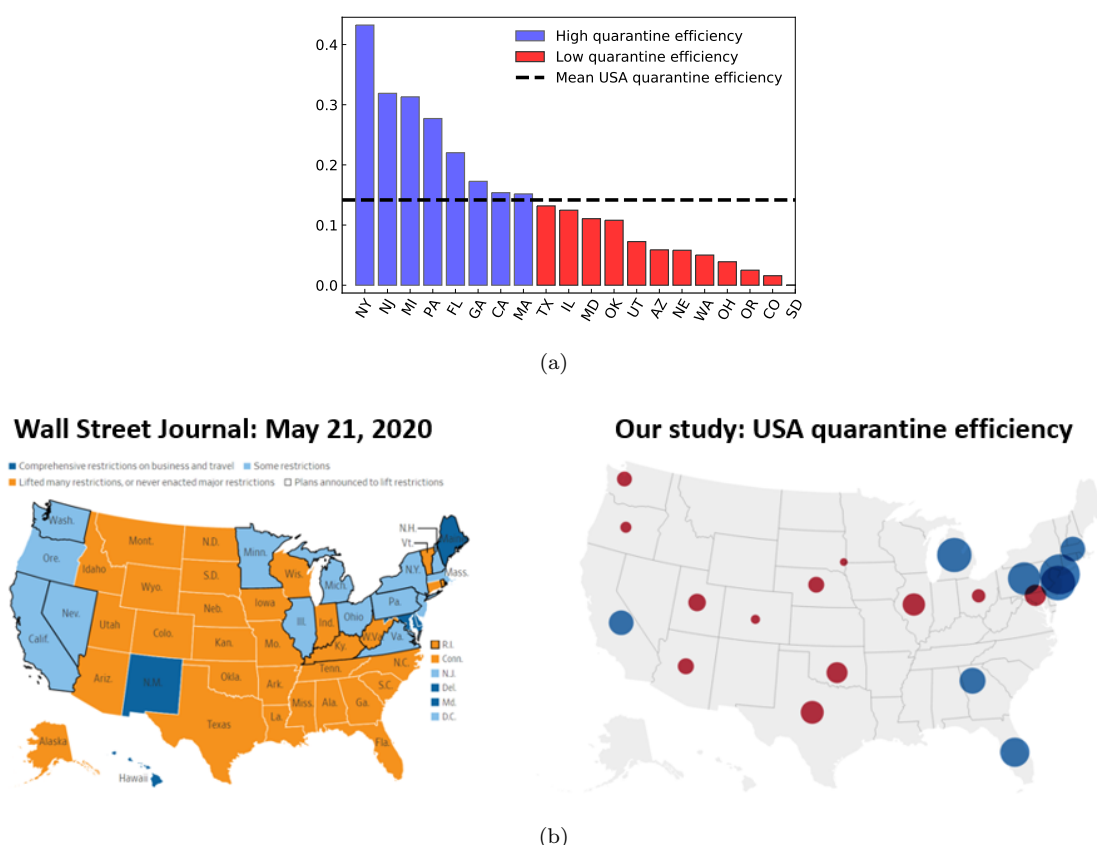 High quarantine efficiency
Low quarantine efficiency
Mean USA quarantine efficiency
0.4
0.3
0.2
0.1
0.0
NY NJ MI PA FL GA CA MA TX IL MD OK UT AZ NE WA OH OR CO SD
(a)
Wall Street Journal: May 21, 2020
Our study: USA quarantine efficiency
Comprehensive restrictions on business and travel Some restrictions
Lifted many restrictions, or never enacted major restrictions Plans announced to lift restrictions
Wash.
Mont.
N.D.
Minn.
N.H.
Vt.
Maine
Ore.
Idaho
S.D.
Wis.
Mich.
N.Y.
Mass.
Wyo.
Nev.
Neb.
Iowa
Pa.
Calif.
Utah
Colo.
Kan.
Mo.
Ill.
Ind.
Ohio
W.Va.
Va.
Ky.
R.I.
Conn.
N.J.
Del.
Md.
D.C.
Ariz.
N.M.
Okla.
Ark.
Tenn.
N.C.
S.C.
Texas
La.
Miss.
Ala.
Ga.
Fla.
Alaska
Hawaii
(b)